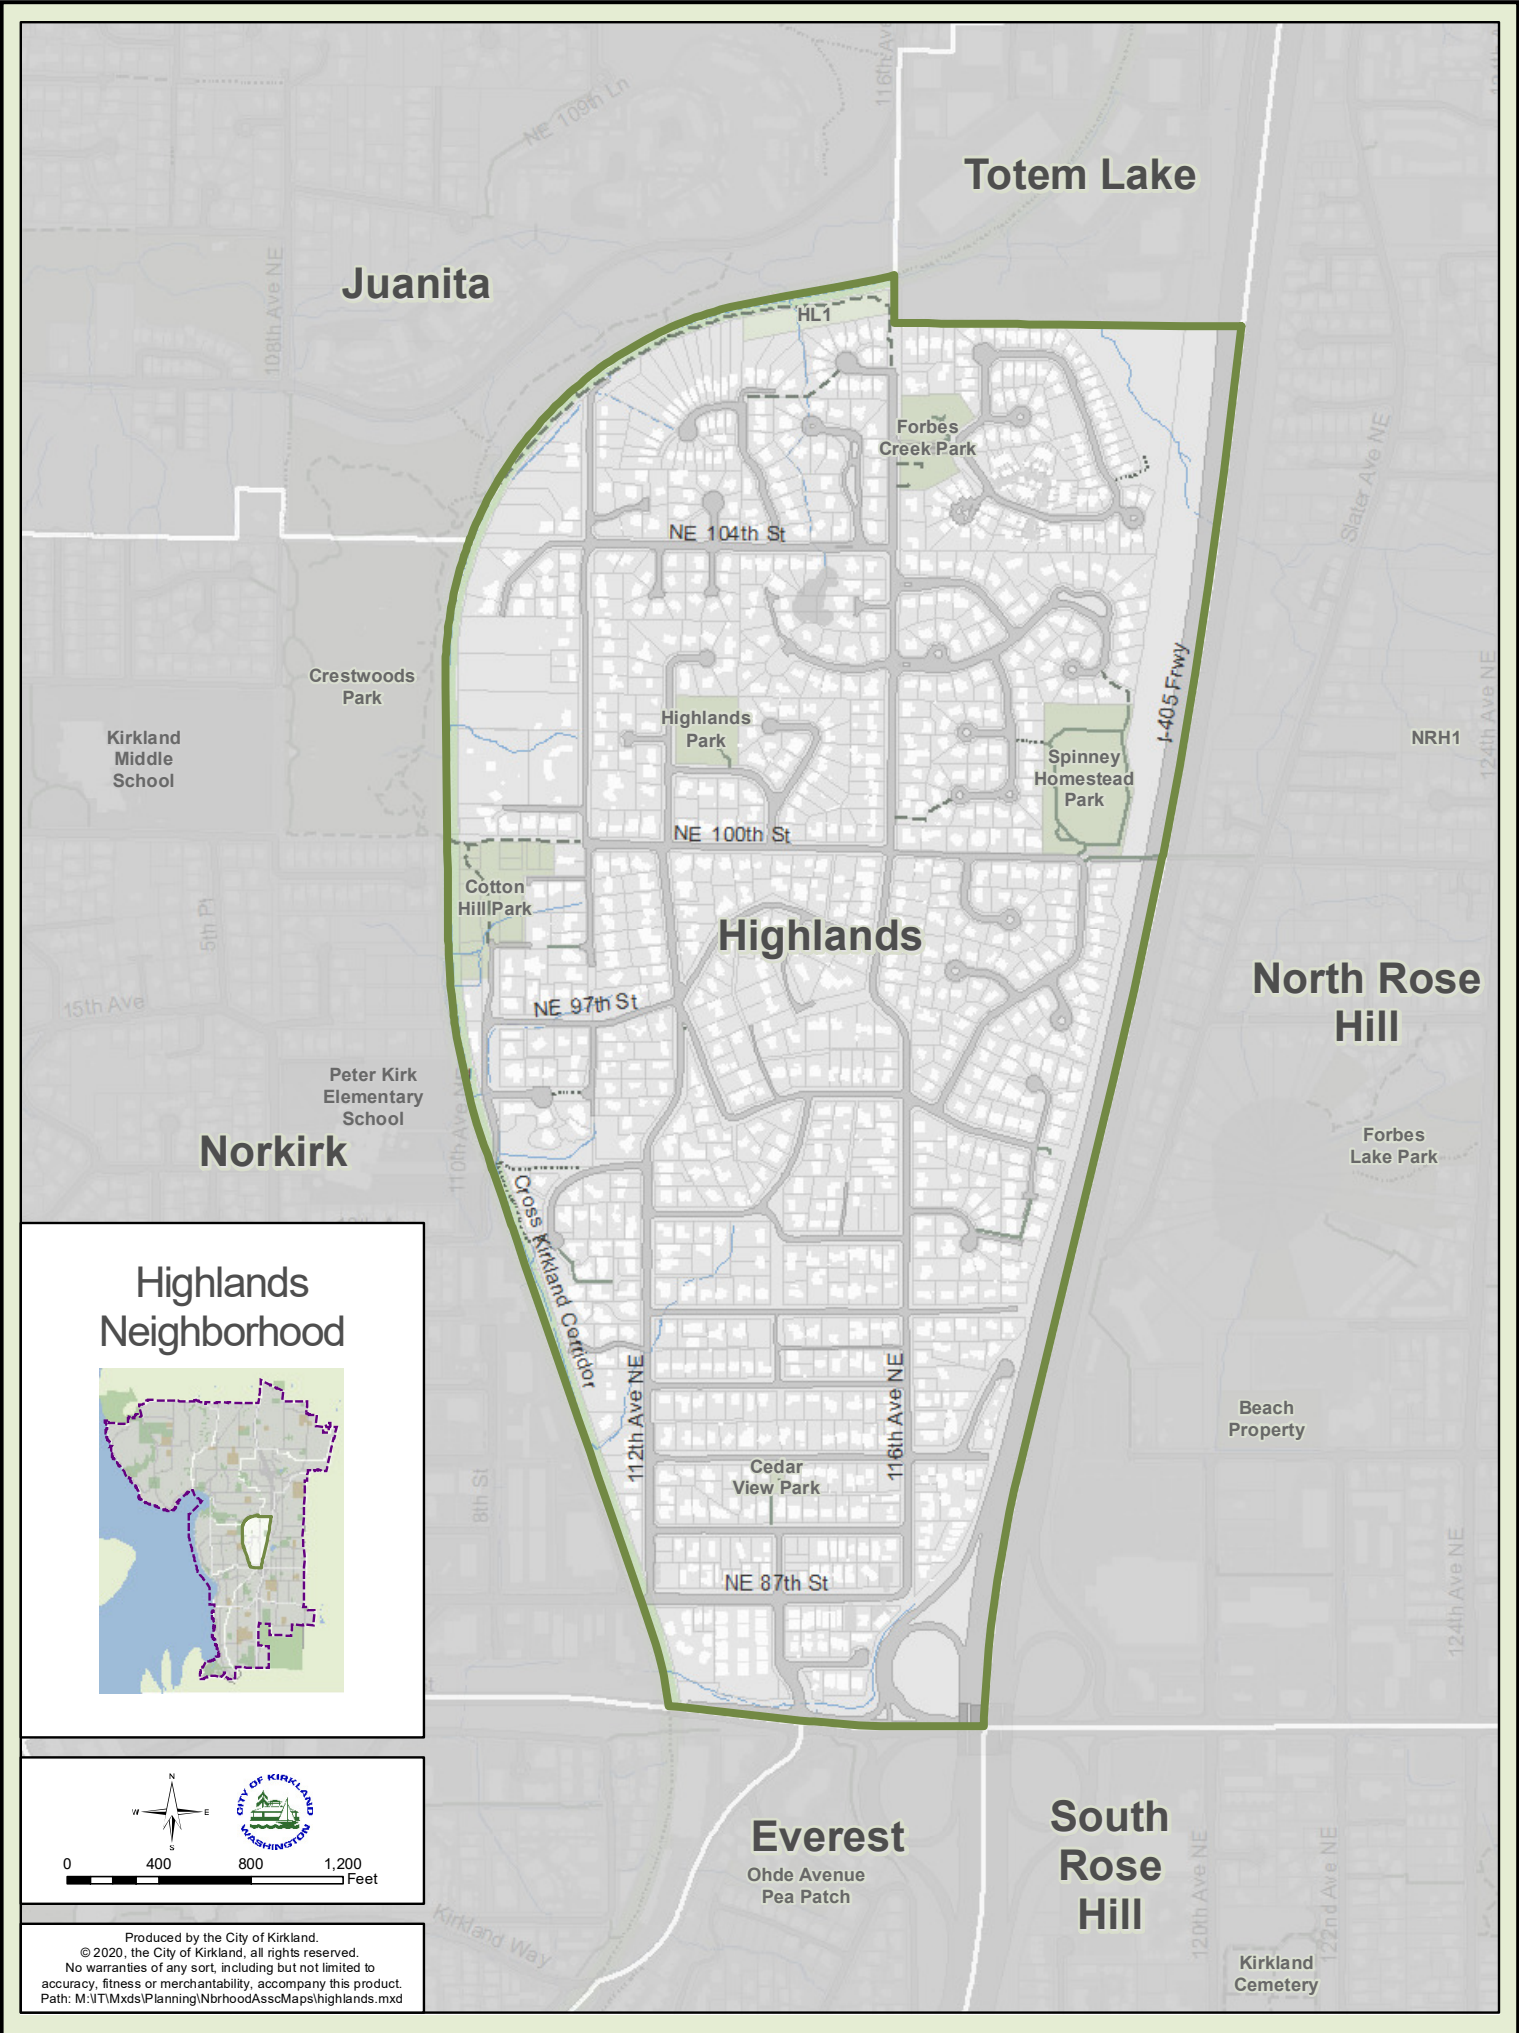 116th Ave
NE 109th Ln
Totem Lake
Juanita
108th Ave NE
HL1
Forbes
Creek Park
Slater Ave NE
NE 104th St
Crestwoods
Park
I-405 Frwy
124th Ave NE
Highlands
Park
Kirkland
Middle
School
NRH1
Spinney
Homestead
Park
NE 100th St
Cotton
Hill Park
5th Pl
Highlands
North Rose
Hill
15th Ave
NE 97th St
Peter Kirk
Elementary
School
110th Ave NE
Norkirk
Forbes
Lake Park
Cross Kirkland Corridor
Highlands
Neighborhood
112th Ave NE
116th Ave NE
Beach
Property
Cedar
View Park
8th St
124th Ave NE
NE 87th St
N
W
E
S
CITY OF KIRKLAND
WASHINGTON
0 400 800 1,200
Feet
Everest
Ohde Avenue
Pea Patch
South
Rose
Hill
120th Ave NE
122nd Ave NE
Kirkland Way
Kirkland
Cemetery
Produced by the City of Kirkland.
© 2020, the City of Kirkland, all rights reserved.
No warranties of any sort, including but not limited to
accuracy, fitness or merchantability, accompany this product.
Path: M:\IT\Mxds\Planning\NbrhoodAsscMaps\highlands.mxd